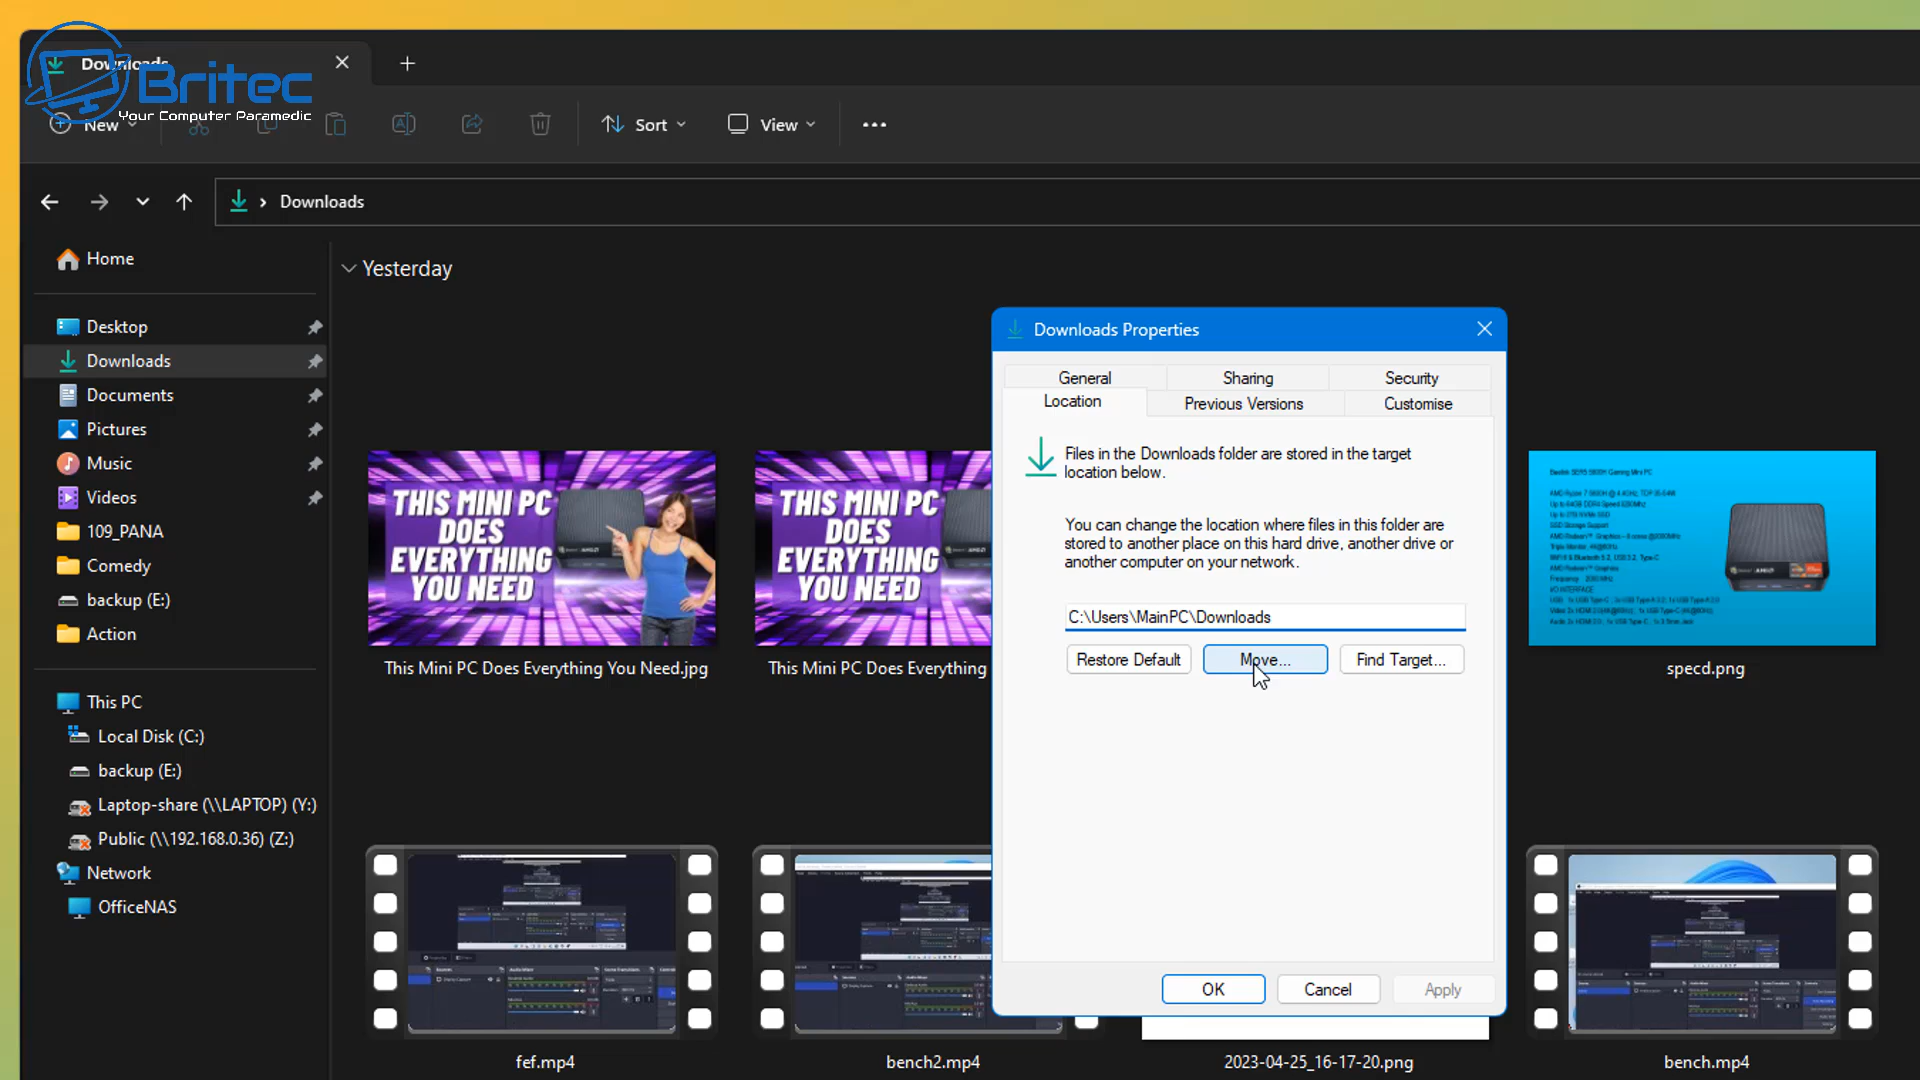 Downloads
Britec
Your Computer Paramedic
New
Sort
View
Downloads
Home
Desktop
Downloads
Documents
Pictures
Music
Videos
109_PANA
Comedy
backup (E:)
Action
This PC
Local Disk (C:)
backup (E:)
Laptop-share (\\LAPTOP) (Y:)
Public (\\192.168.0.36) (Z:)
Network
OfficeNAS
Yesterday
THIS MINI PC
DOES
EVERYTHING
YOU NEED
This Mini PC Does Everything You Need.jpg
THIS MINI PC
DOES
EVERYTHING
YOU NEED
This Mini PC Does Everything
specd.png
fef.mp4
bench2.mp4
2023-04-25_16-17-20.png
bench.mp4
Downloads Properties
General
Sharing
Security
Location
Previous Versions
Customise
Files in the Downloads folder are stored in the target
location below.
You can change the location where files in this folder are
stored to another place on this hard drive, another drive or
another computer on your network.
C:\Users\MainPC\Downloads
Restore Default
Move...
Find Target...
OK
Cancel
Apply